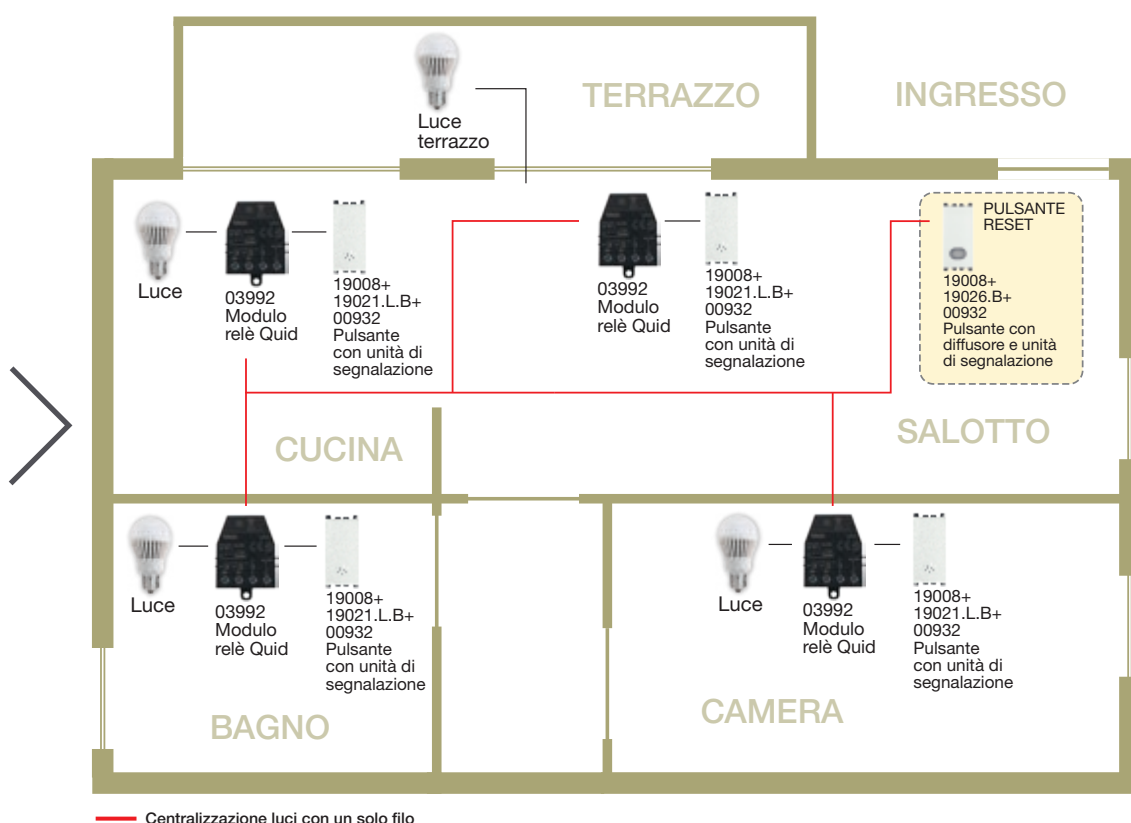 TERRAZZO
INGRESSO
Luce
terrazzo
Luce
03992
Modulo
relè Quid
19008+
19021.L.B+
00932
Pulsante
con unità di
segnalazione
03992
Modulo
relè Quid
19008+
19021.L.B+
00932
Pulsante
con unità di
segnalazione
PULSANTE
RESET
19008+
19026.B+
00932
Pulsante con
diffusore e unità
di segnalazione
CUCINA
SALOTTO
Luce
03992
Modulo
relè Quid
19008+
19021.L.B+
00932
Pulsante
con unità di
segnalazione
BAGNO
Luce
03992
Modulo
relè Quid
19008+
19021.L.B+
00932
Pulsante
con unità di
segnalazione
CAMERA
Centralizzazione luci con un solo filo